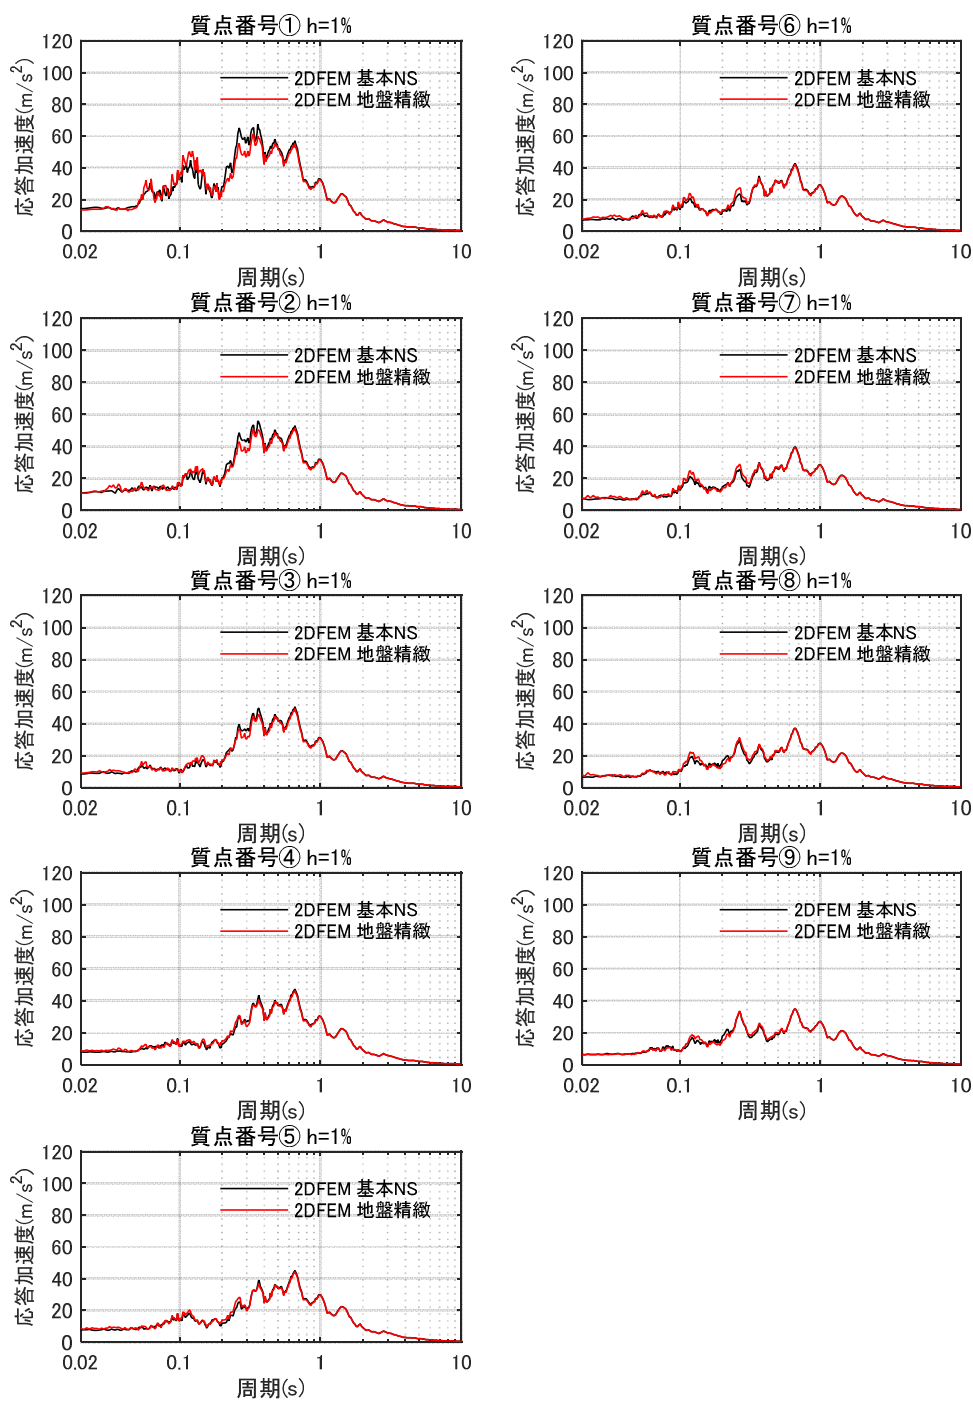 質点番号① h=1%
120
100
80
60
40
20
0
応答加速度(m/s²)
2DFEM 基本NS
2DFEM 地盤精緻
0.02
0.1
1
10
周期(s)
質点番号② h=1%
120
100
80
60
40
20
0
応答加速度(m/s²)
2DFEM 基本NS
2DFEM 地盤精緻
0.02
0.1
1
10
周期(s)
質点番号③ h=1%
120
100
80
60
40
20
0
応答加速度(m/s²)
2DFEM 基本NS
2DFEM 地盤精緻
0.02
0.1
1
10
周期(s)
質点番号④ h=1%
120
100
80
60
40
20
0
応答加速度(m/s²)
2DFEM 基本NS
2DFEM 地盤精緻
0.02
0.1
1
10
周期(s)
質点番号⑤ h=1%
120
100
80
60
40
20
0
応答加速度(m/s²)
2DFEM 基本NS
2DFEM 地盤精緻
0.02
0.1
1
10
周期(s)
質点番号⑥ h=1%
120
100
80
60
40
20
0
応答加速度(m/s²)
2DFEM 基本NS
2DFEM 地盤精緻
0.02
0.1
1
10
周期(s)
質点番号⑦ h=1%
120
100
80
60
40
20
0
応答加速度(m/s²)
2DFEM 基本NS
2DFEM 地盤精緻
0.02
0.1
1
10
周期(s)
質点番号⑧ h=1%
120
100
80
60
40
20
0
応答加速度(m/s²)
2DFEM 基本NS
2DFEM 地盤精緻
0.02
0.1
1
10
周期(s)
質点番号⑨ h=1%
120
100
80
60
40
20
0
応答加速度(m/s²)
2DFEM 基本NS
2DFEM 地盤精緻
0.02
0.1
1
10
周期(s)